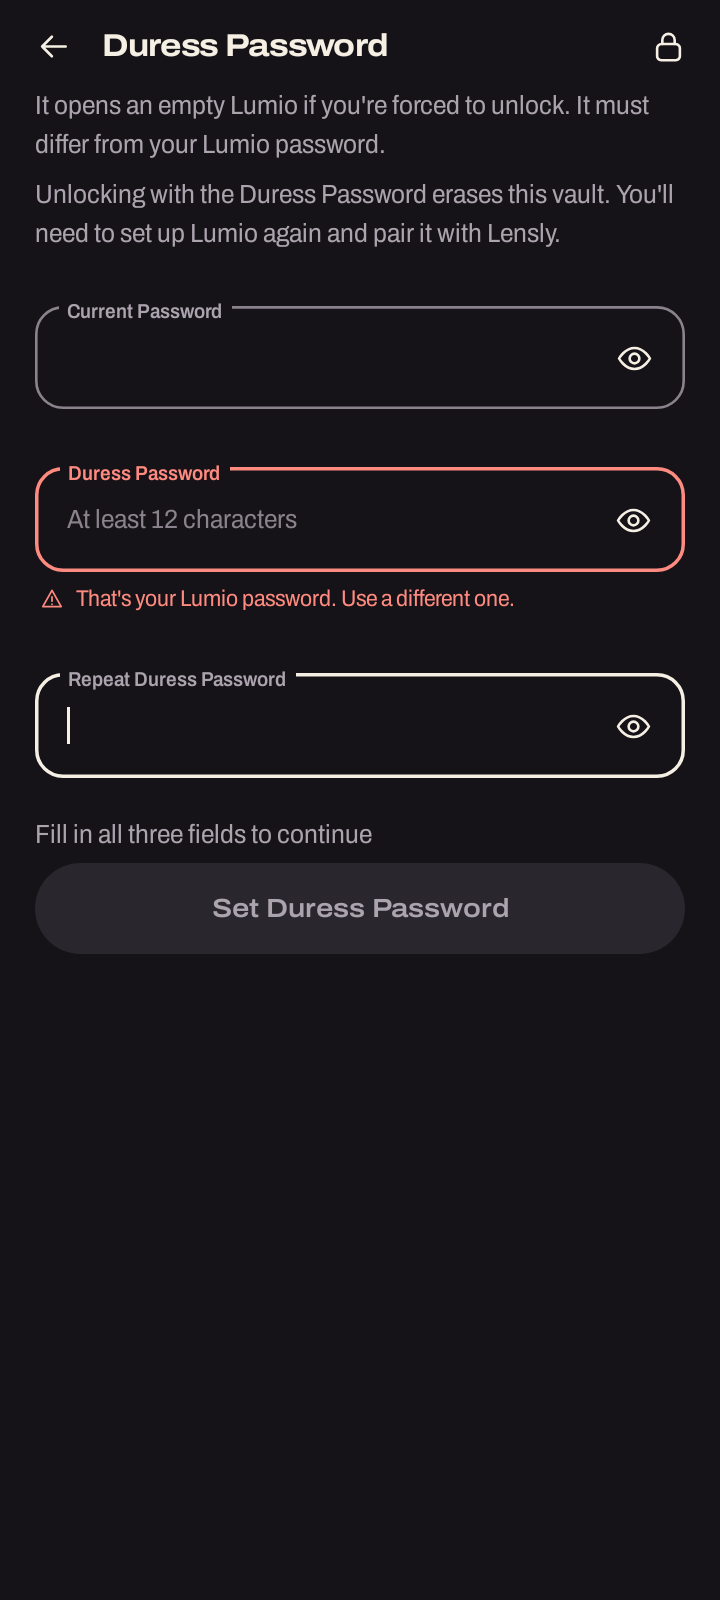 Duress Password
It opens an empty Lumio if you're forced to unlock. It must
differ from your Lumio password.
Unlocking with the Duress Password erases this vault. You'll
need to set up Lumio again and pair it with Lensly.
Current Password
Duress Password
At least 12 characters
That's your Lumio password. Use a different one.
Repeat Duress Password
Fill in all three fields to continue
Set Duress Password